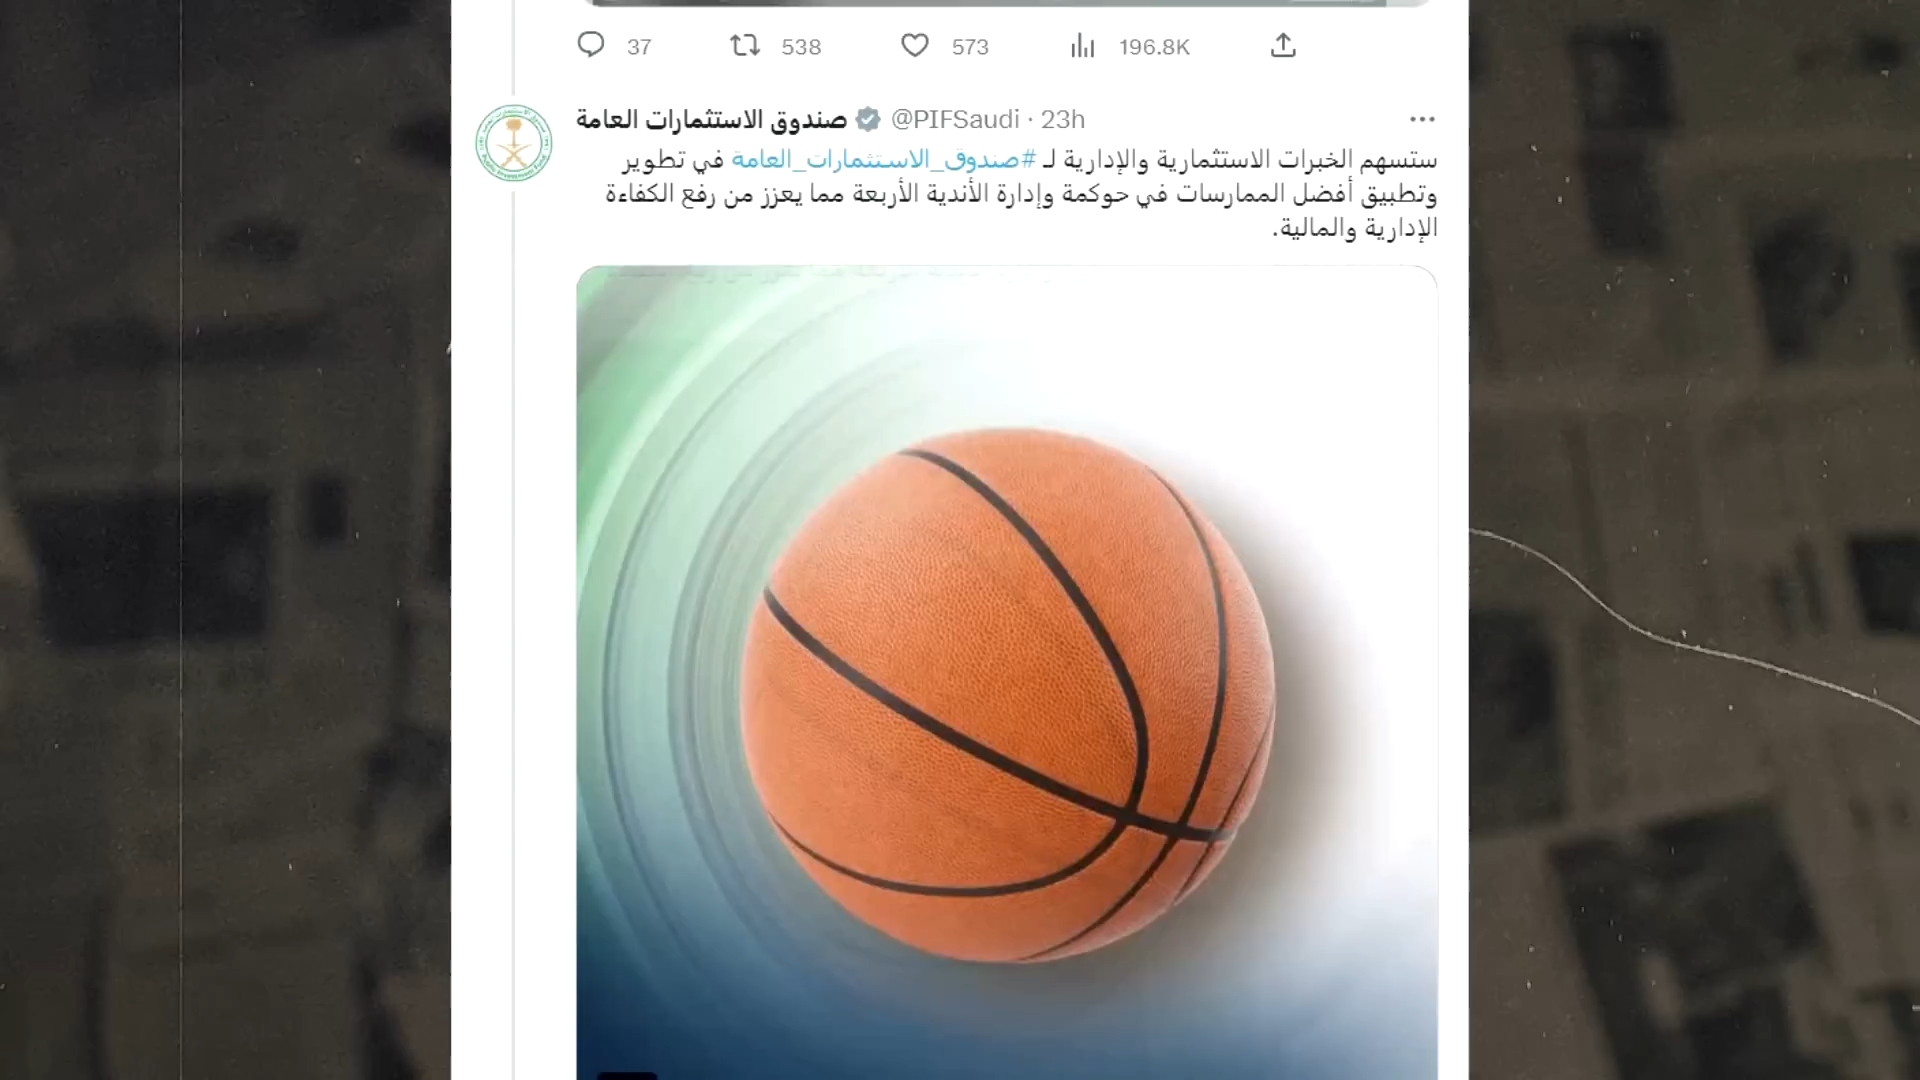 37 538 573 196.8K
صندوق الاستثمارات العامة @PIFSaudi · 23h
ستسهم الخبرات الاستثمارية والإدارية لـ #صندوق_الاستثمارات_العامة في تطوير
وتطبيق أفضل الممارسات في حوكمة وإدارة الأندية الأربعة مما يعزز من رفع الكفاءة
الإدارية والمالية.